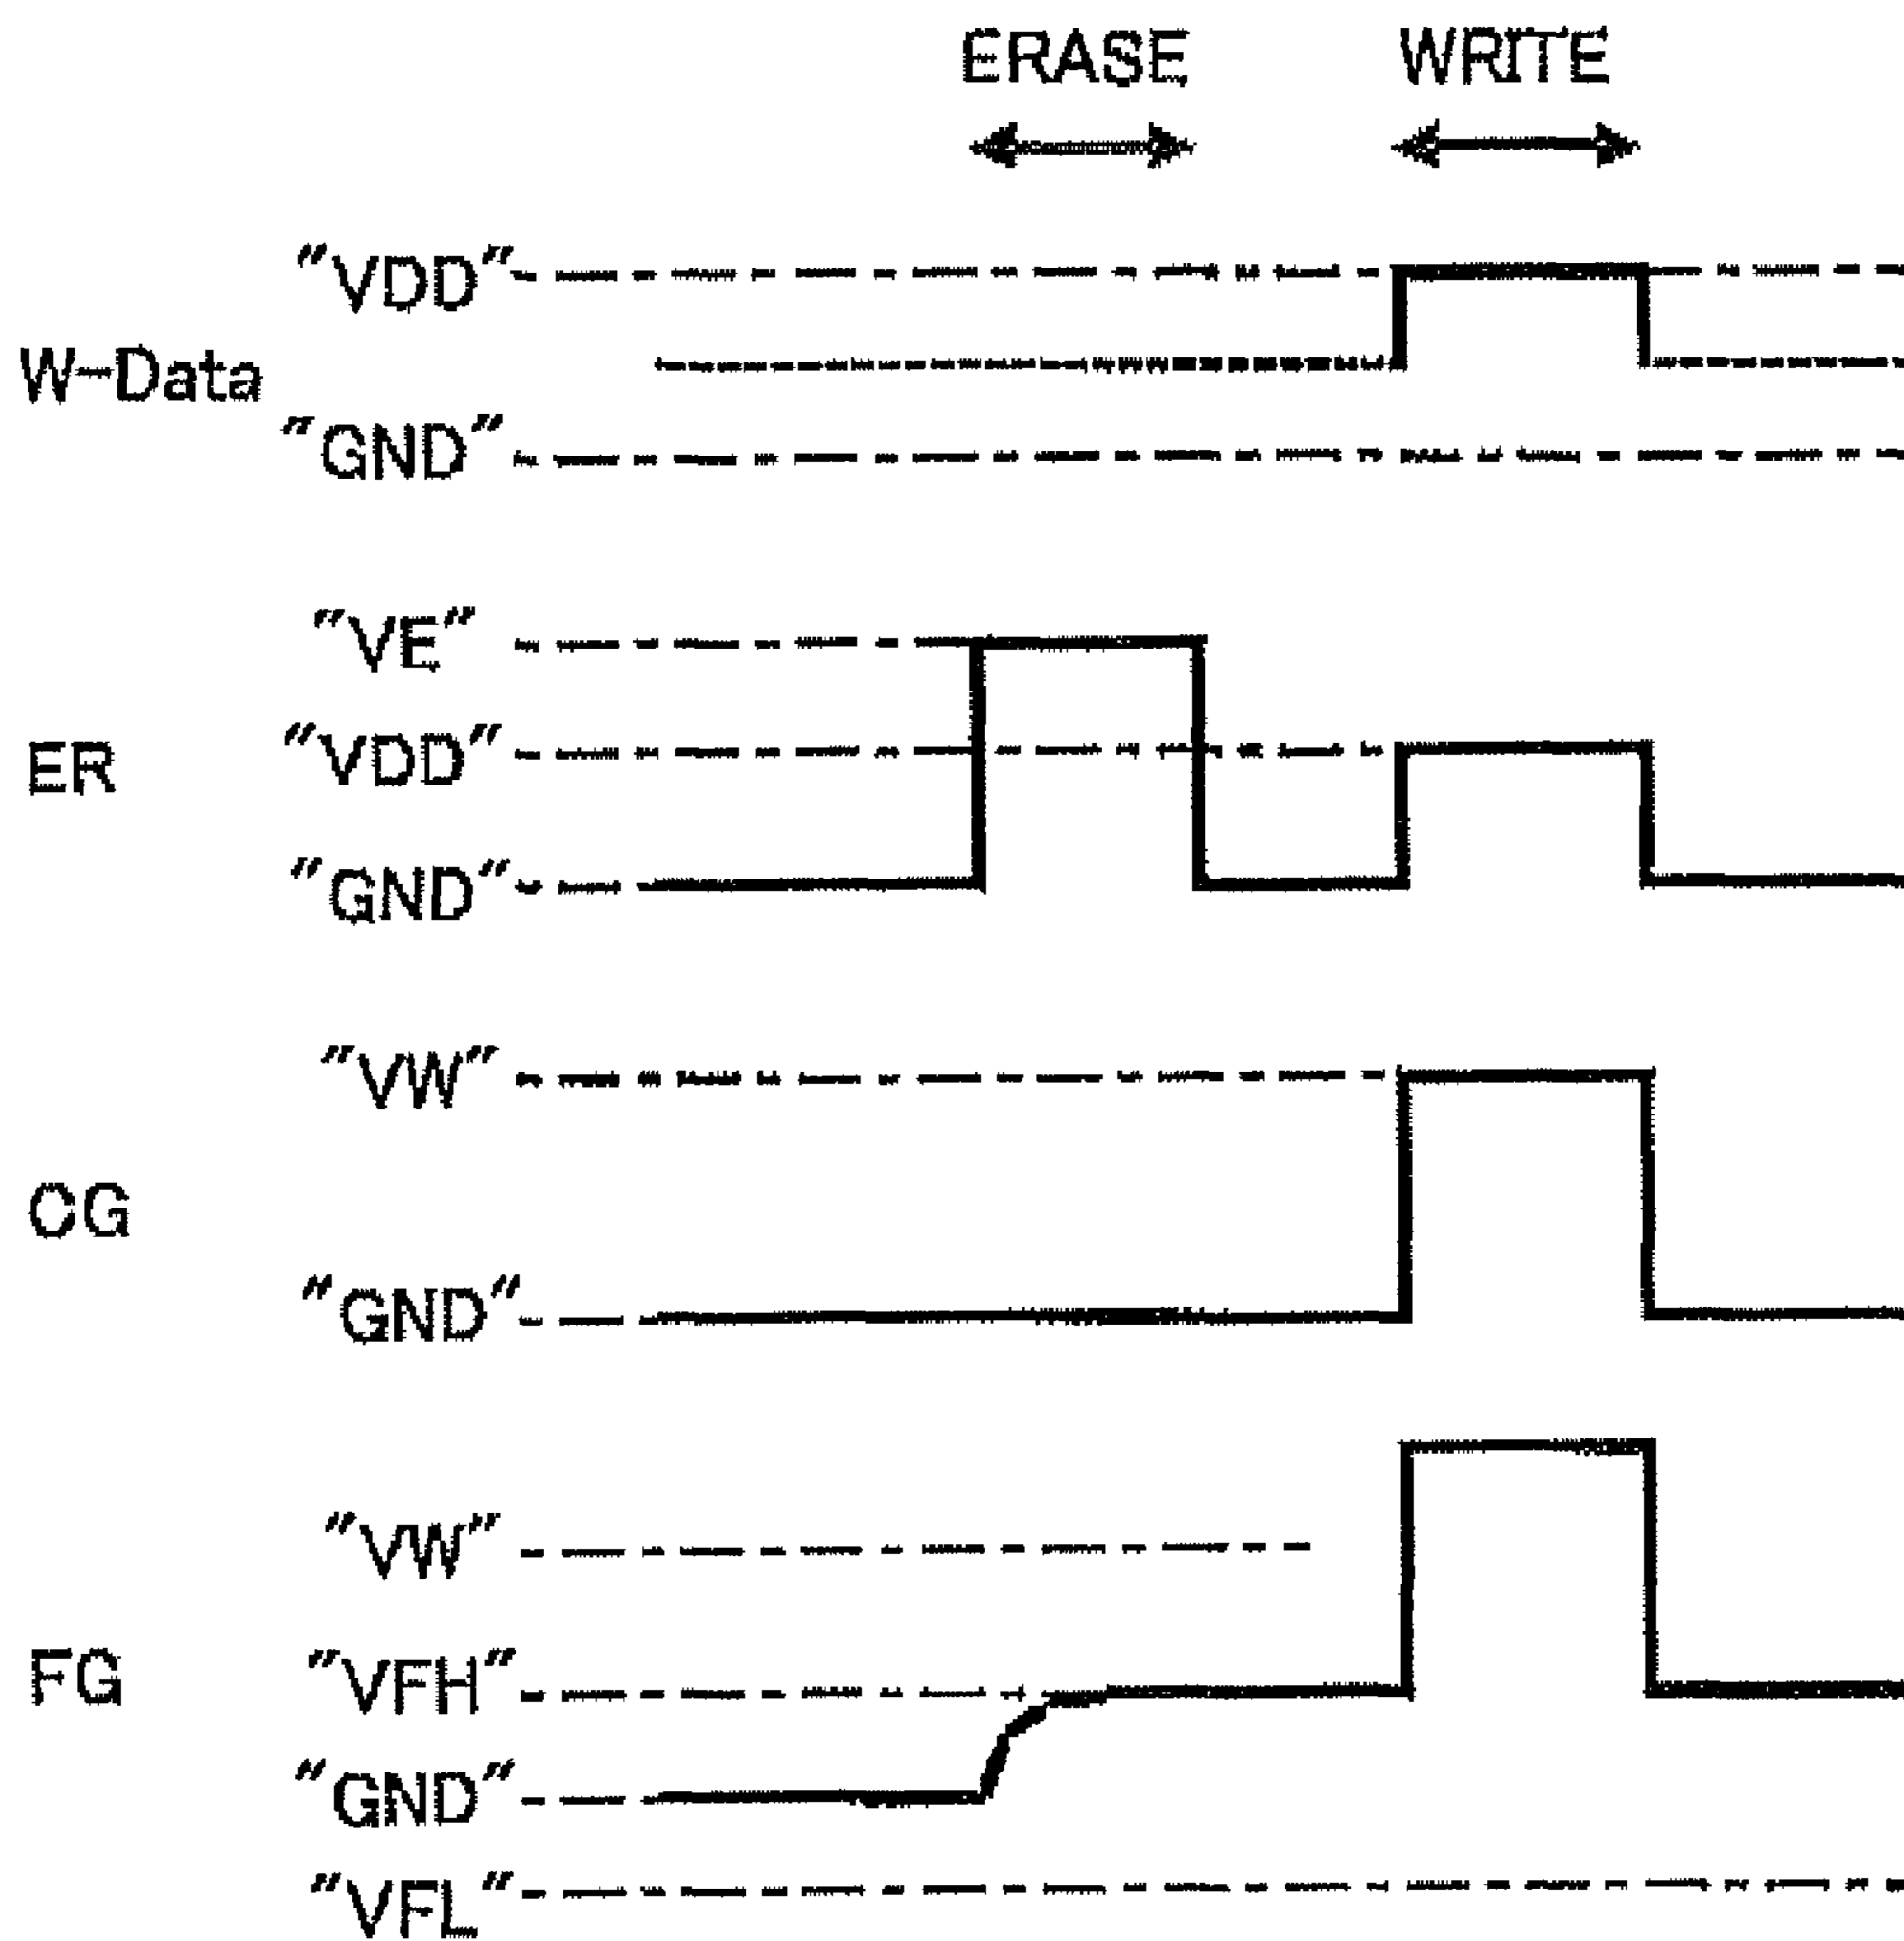 ERASE WRITE
"VDD"
W-Data
"GND"
"VE"
ER "VDD"
"GND"
"VW"
CG
"GND"
"VW"
FG "VFH"
"GND"
"VFL"